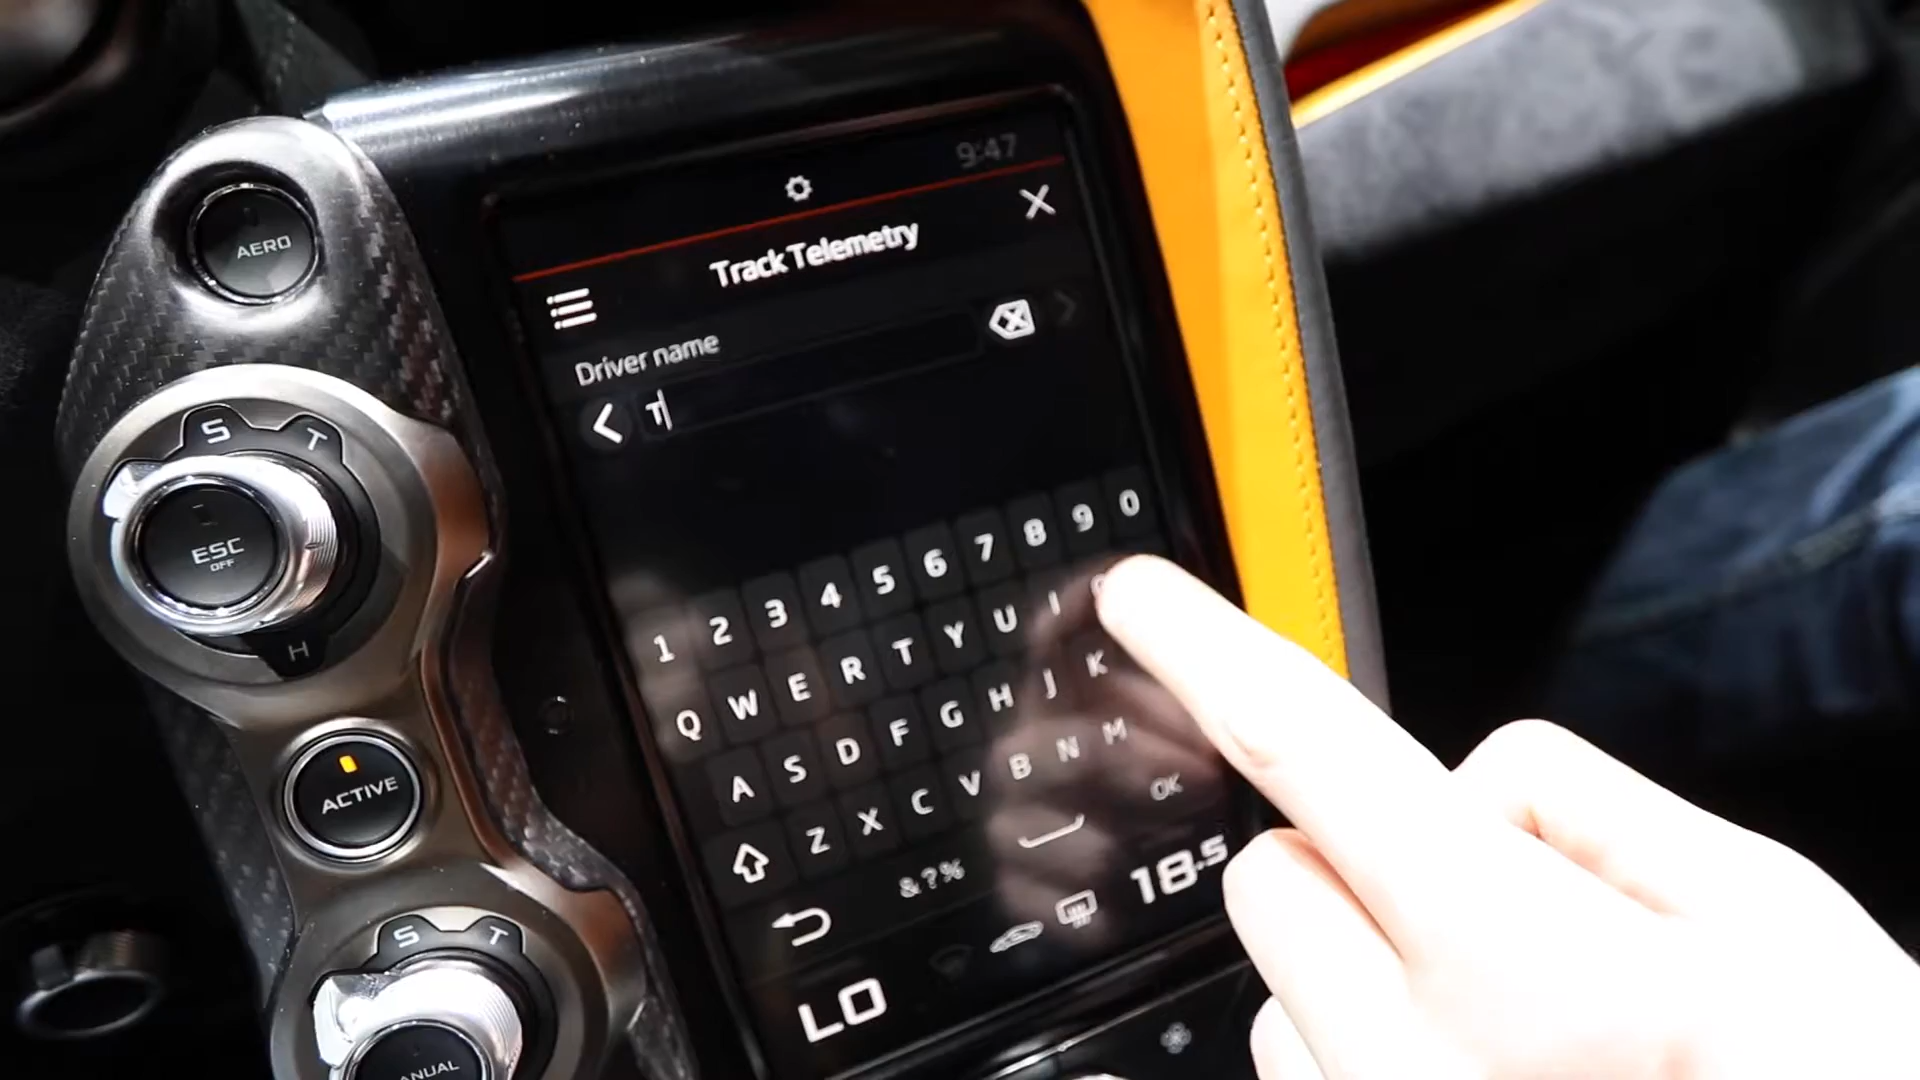 AERO
S T
ESC
OFF
H
ACTIVE
S T
ANUAL
9:47
Track Telemetry
Driver name
T
1 2 3 4 5 6 7 8 9 0
Q W E R T Y U I
A S D F G H J K
Z X C V B N M
&?%
OK
LO
18.5